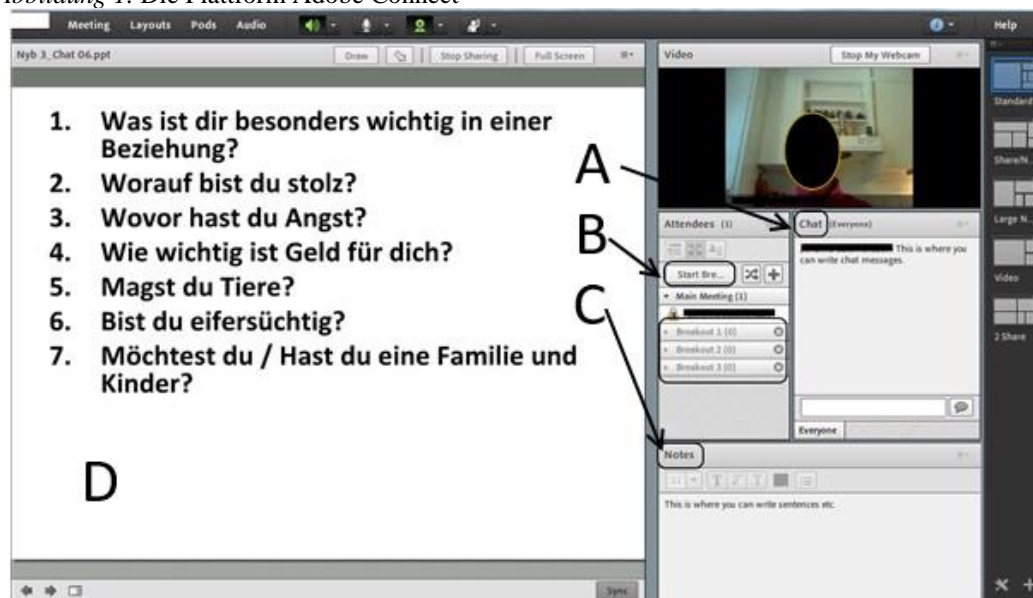 Abbildung 1: Die Plattform Adobe Connect
Meeting Layouts Pods Audio Help
Nyb 3_Chat 06.ppt Draw Stop Sharing Full Screen
Video Stop My Webcam
1. Was ist dir besonders wichtig in einer
Beziehung?
2. Worauf bist du stolz?
3. Wovor hast du Angst?
4. Wie wichtig ist Geld für dich?
5. Magst du Tiere?
6. Bist du eifersüchtig?
7. Möchtest du / Hast du eine Familie und
Kinder?
D
A
B
C
Attendees (1)
Start Bre...
Main Meeting (1)
Breakout 1 (0)
Breakout 2 (0)
Breakout 3 (0)
Chat (Everyone)
This is where you
can write chat messages.
Everyone
Notes
This is where you can write sentences etc.
Sync
Standard
Share/N...
Large N...
Video
2 Share